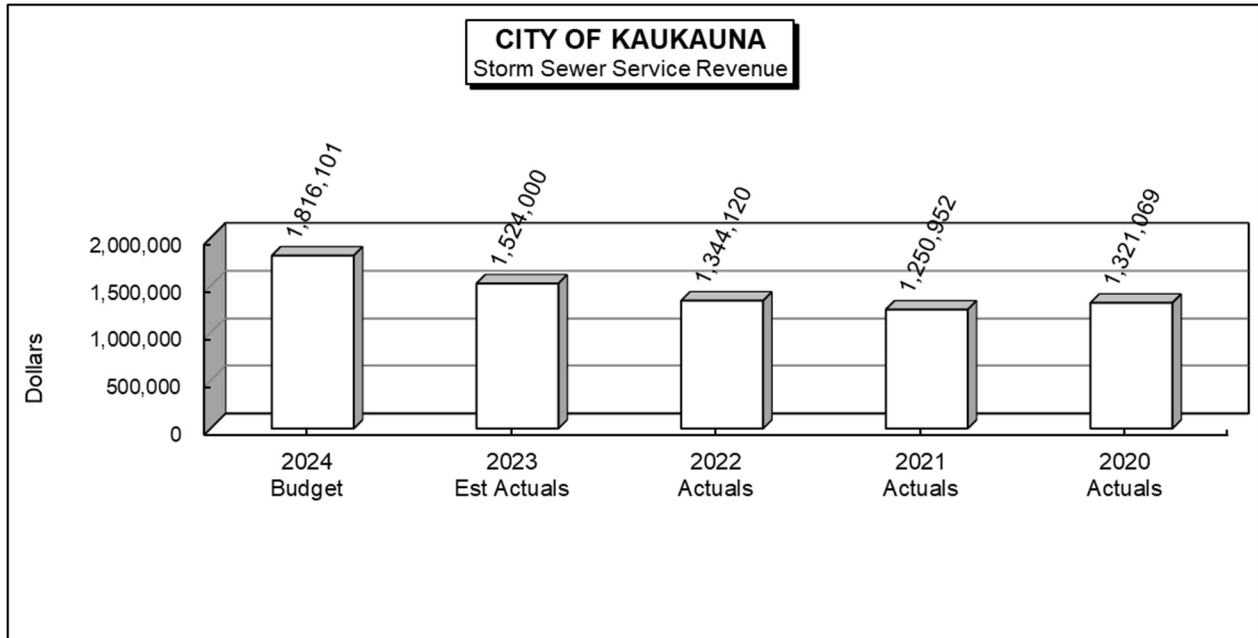 CITY OF KAUKAUNA
Storm Sewer Service Revenue
1,816,101
1,524,000
1,344,120
1,250,952
1,321,069
2,000,000
1,500,000
1,000,000
500,000
0
Dollars
2024
Budget
2023
Est Actuals
2022
Actuals
2021
Actuals
2020
Actuals